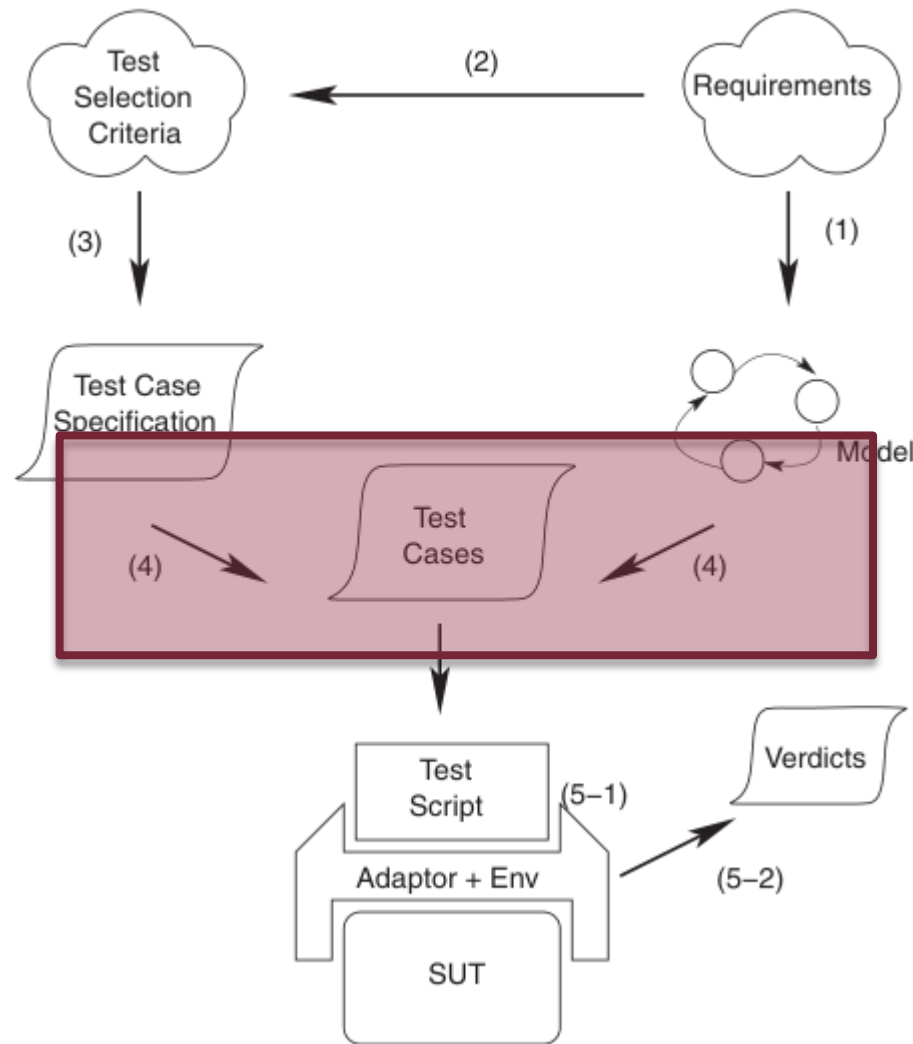 Test
Selection
Criteria
(2)
Requirements
(3)
(1)
Test Case
Specification
Model
Test
Cases
(4)
(4)
Test
Script
(5−1)
Verdicts
Adaptor + Env
(5−2)
SUT